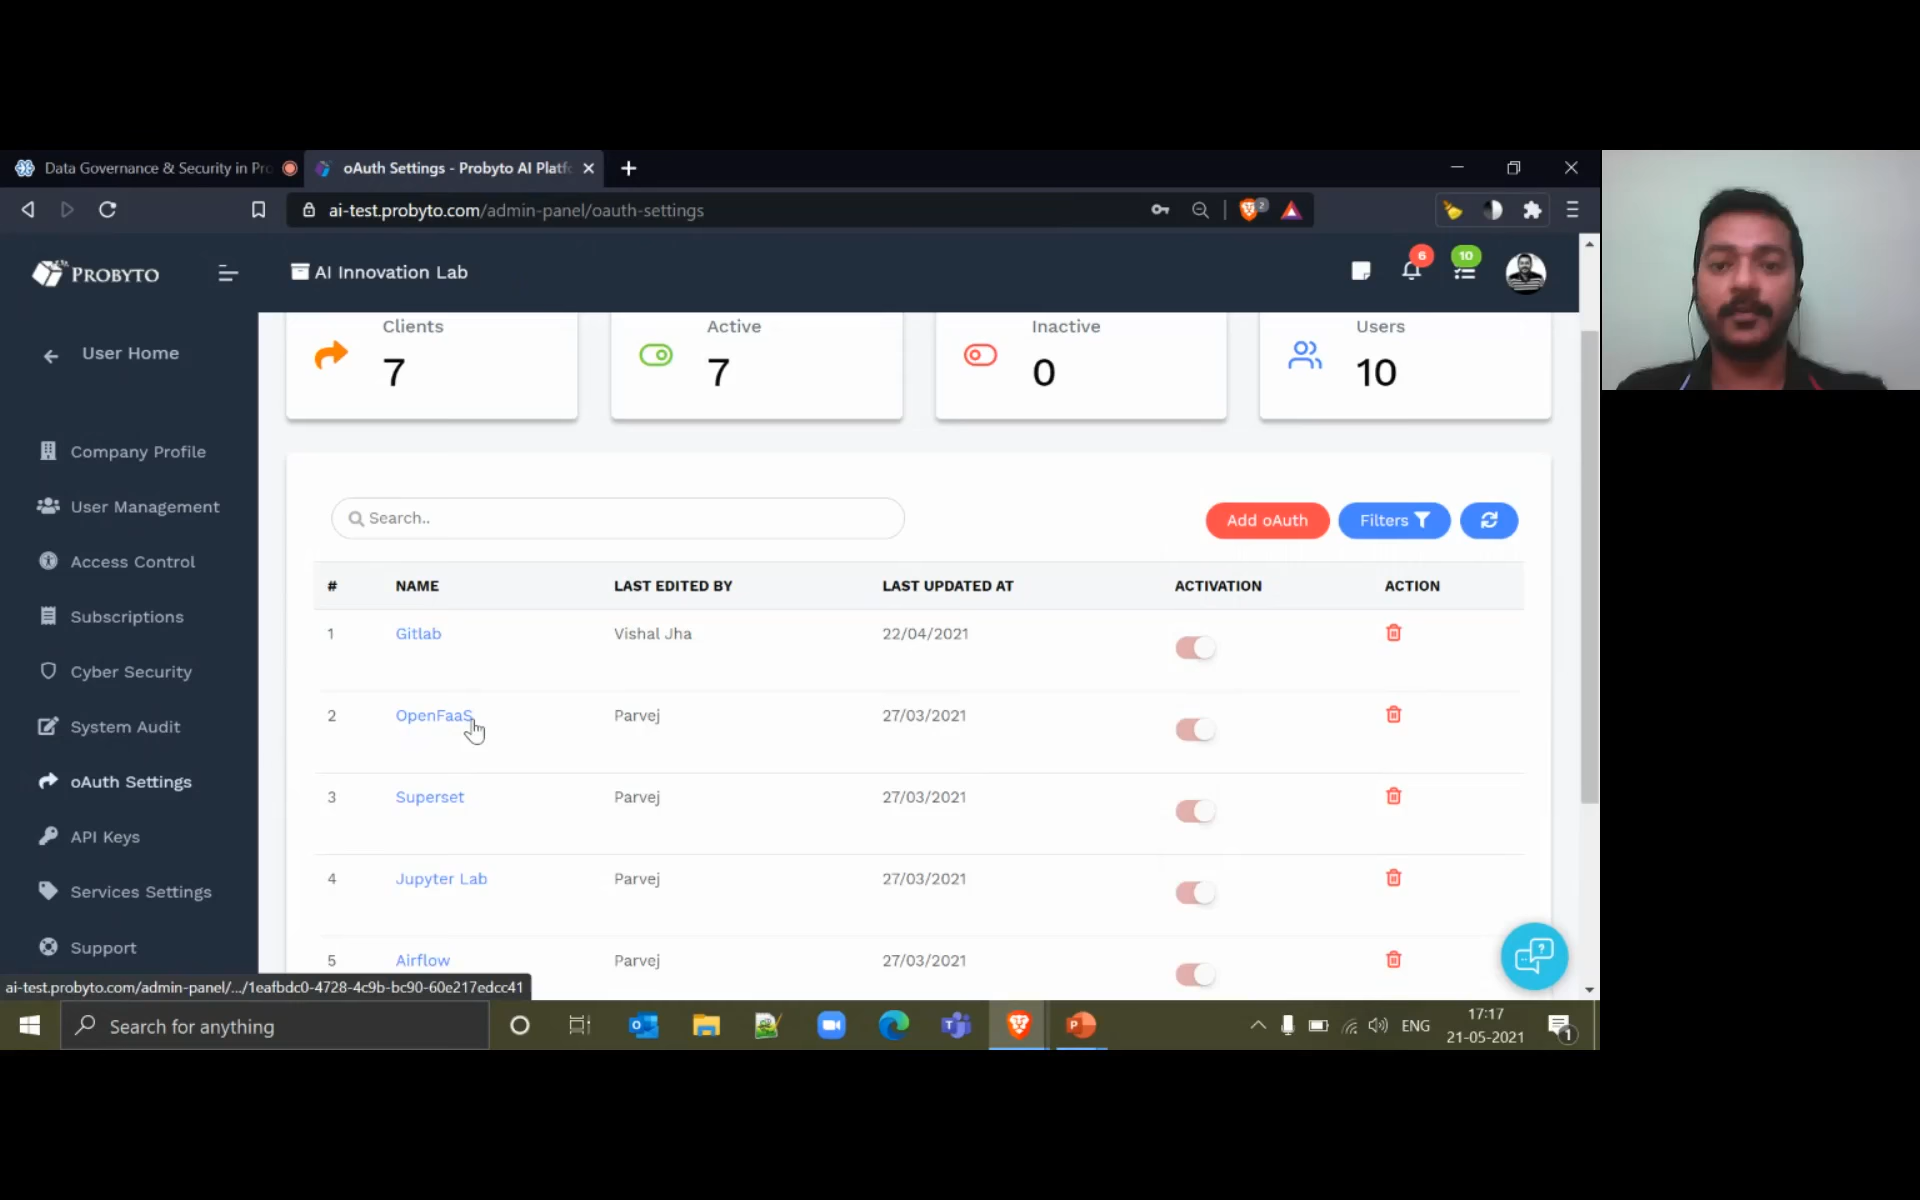 Data Governance & Security in Pro
oAuth Settings - Probyto AI Platf
ai-test.probyto.com/admin-panel/oauth-settings
2
PROBYTO
AI Innovation Lab
6
10
User Home
Company Profile
User Management
Access Control
Subscriptions
Cyber Security
System Audit
oAuth Settings
API Keys
Services Settings
Support
Clients
7
Active
7
Inactive
0
Users
10
Search..
Add oAuth
Filters
# NAME LAST EDITED BY LAST UPDATED AT ACTIVATION ACTION
1 Gitlab Vishal Jha 22/04/2021
2 OpenFaaS Parvej 27/03/2021
3 Superset Parvej 27/03/2021
4 Jupyter Lab Parvej 27/03/2021
5 Airflow Parvej 27/03/2021
ai-test.probyto.com/admin-panel/.../1eafbdc0-4728-4c9b-bc90-60e217edcc41
Search for anything
ENG
17:17
21-05-2021
1